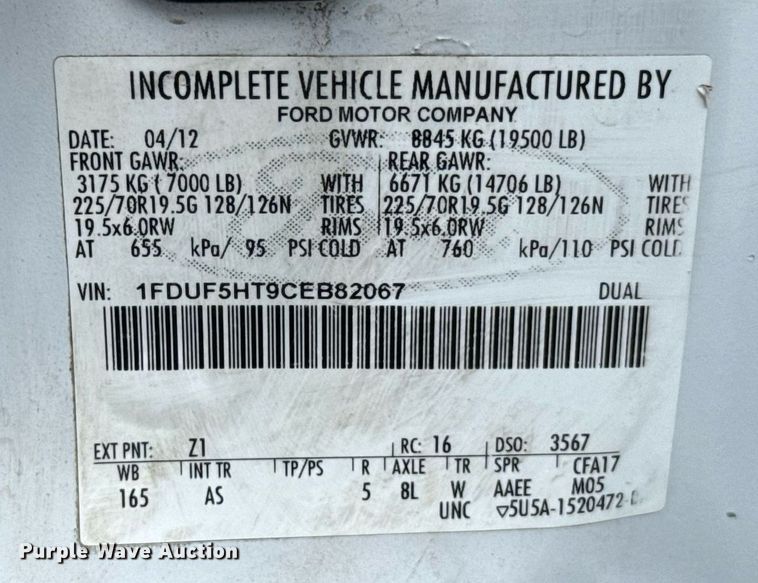 INCOMPLETE VEHICLE MANUFACTURED BY
FORD MOTOR COMPANY
DATE: 04/12 GVWR: 8845 KG (19500 LB)
FRONT GAWR: REAR GAWR:
3175 KG ( 7000 LB) WITH 6671 KG (14706 LB) WITH
225/70R19.5G 128/126N TIRES 225/70R19.5G 128/126N TIRES
19.5x6.0RW RIMS 19.5x6.0RW RIMS
AT 655 kPa/ 95 PSI COLD AT 760 kPa/110 PSI COLD
VIN: 1FDUF5HT9CEB82067 DUAL
EXT PNT: Z1 RC: 16 DSO: 3567
WB INT TR TP/PS R AXLE TR SPR CFA17
165 AS 5 8L W AAEE M05
UNC ▽5U5A-1520472-
Purple Wave Auction